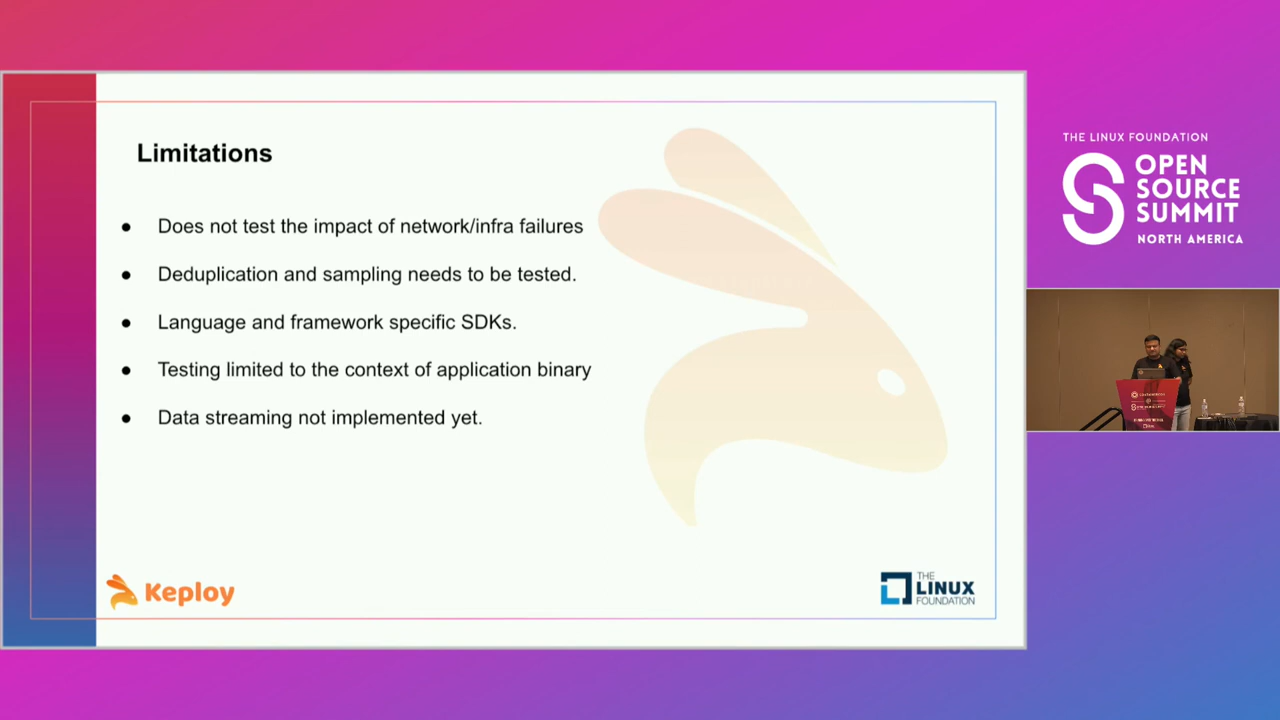 Limitations
● Does not test the impact of network/infra failures
● Deduplication and sampling needs to be tested.
● Language and framework specific SDKs.
● Testing limited to the context of application binary
● Data streaming not implemented yet.
Keploy
THE
LINUX
FOUNDATION
THE LINUX FOUNDATION
OPEN
SOURCE
SUMMIT
NORTH AMERICA